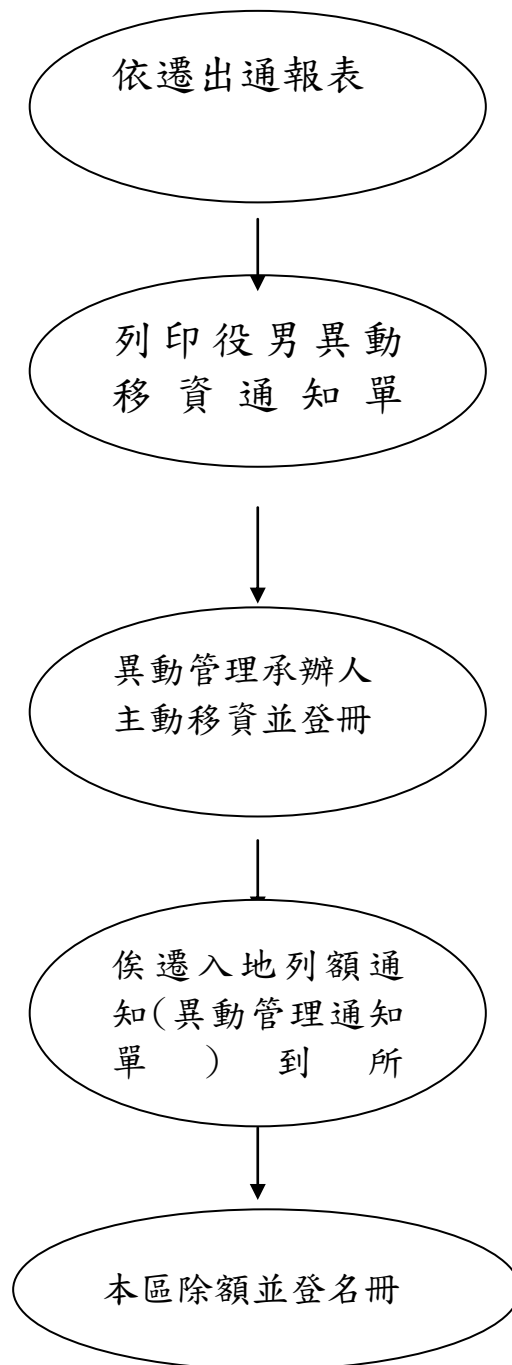 依遷出通報表
列印役男異動
移資通知單
異動管理承辦人
主動移資並登冊
俟遷入地列額通
知(異動管理通知
單)到所
本區除額並登名冊